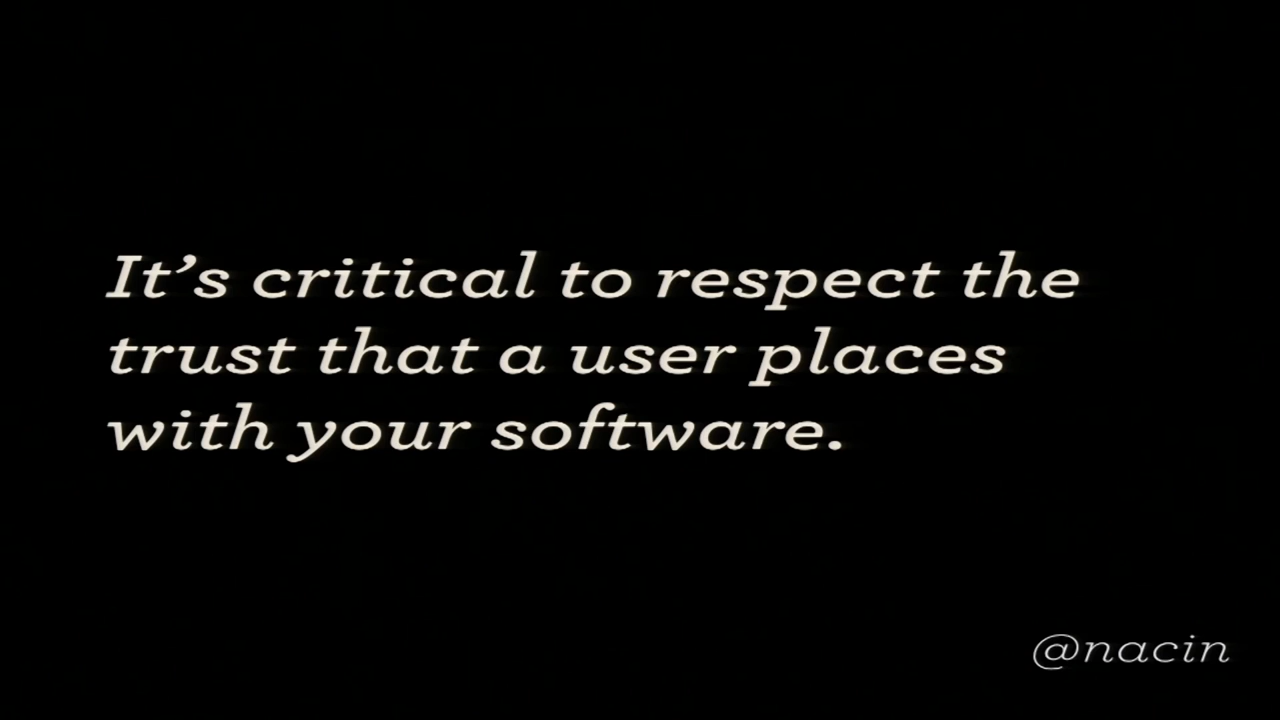 It’s critical to respect the
trust that a user places
with your software.
@nacin